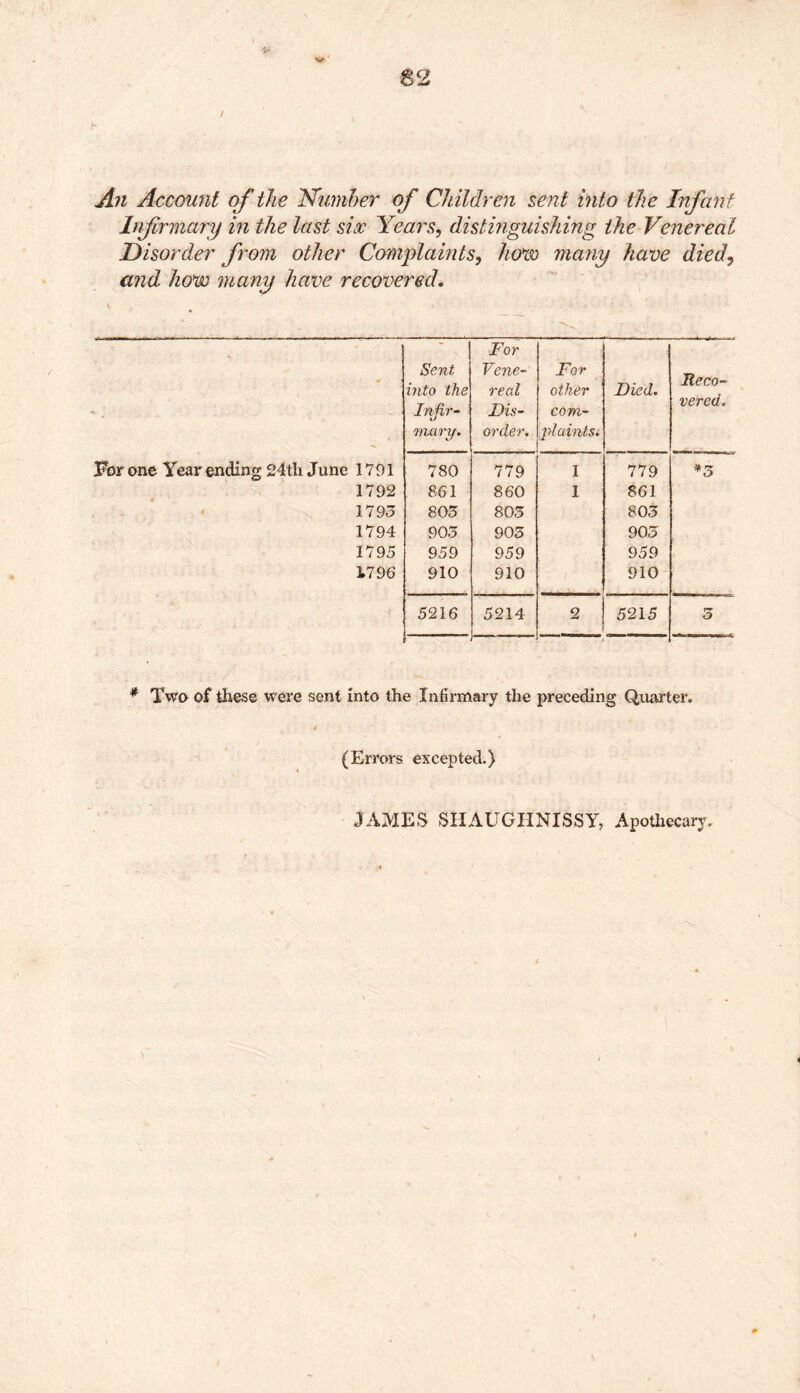 82
An Account of the Number of Children sent into the Infant
Infirmary in the last six Years, distinguishing the Venereal
Disorder from other Complaints, how many have died,
and how many have recovered.
Sent into the Infir- mary. | For Vene- real Dis- order. | For other com- plaints. | Died. | Reco- vered.
For one Year ending 24th June 1791 | 780 | 779 | 1 | 779 | *3
1792 | 861 | 860 | 1 | 861
1793 | 803 | 803 | | 803
1794 | 903 | 903 | | 903
1795 | 959 | 959 | | 959
1796 | 910 | 910 | | 910
5216 | 5214 | 2 | 5215 | 3
* Two of these were sent into the Infirmary the preceding Quarter.
(Errors excepted.)
JAMES SHAUGHNISSY, Apothecary.